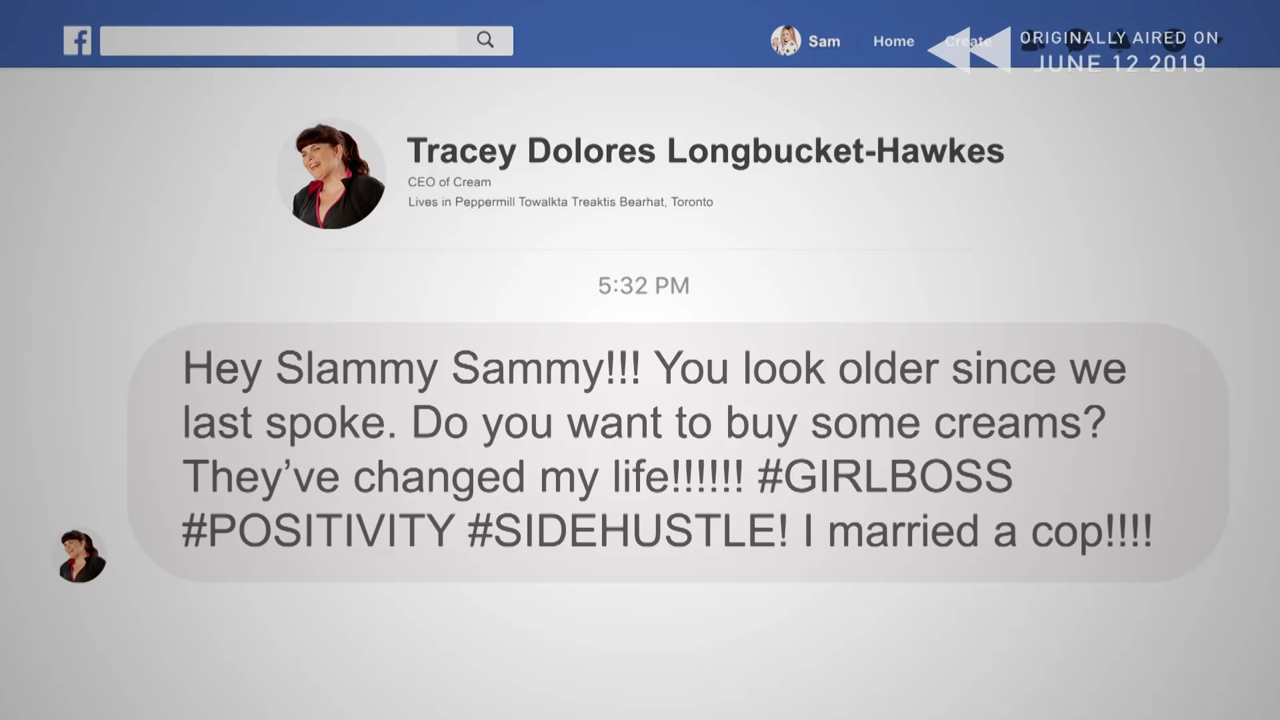 f
Sam Home Create
ORIGINALLY AIRED ON
JUNE 12 2019
Tracey Dolores Longbucket-Hawkes
CEO of Cream
Lives in Peppermill Towalkta Treaktis Bearhat, Toronto
5:32 PM
Hey Slammy Sammy!!! You look older since we
last spoke. Do you want to buy some creams?
They’ve changed my life!!!!!! #GIRLBOSS
#POSITIVITY #SIDEHUSTLE! I married a cop!!!!